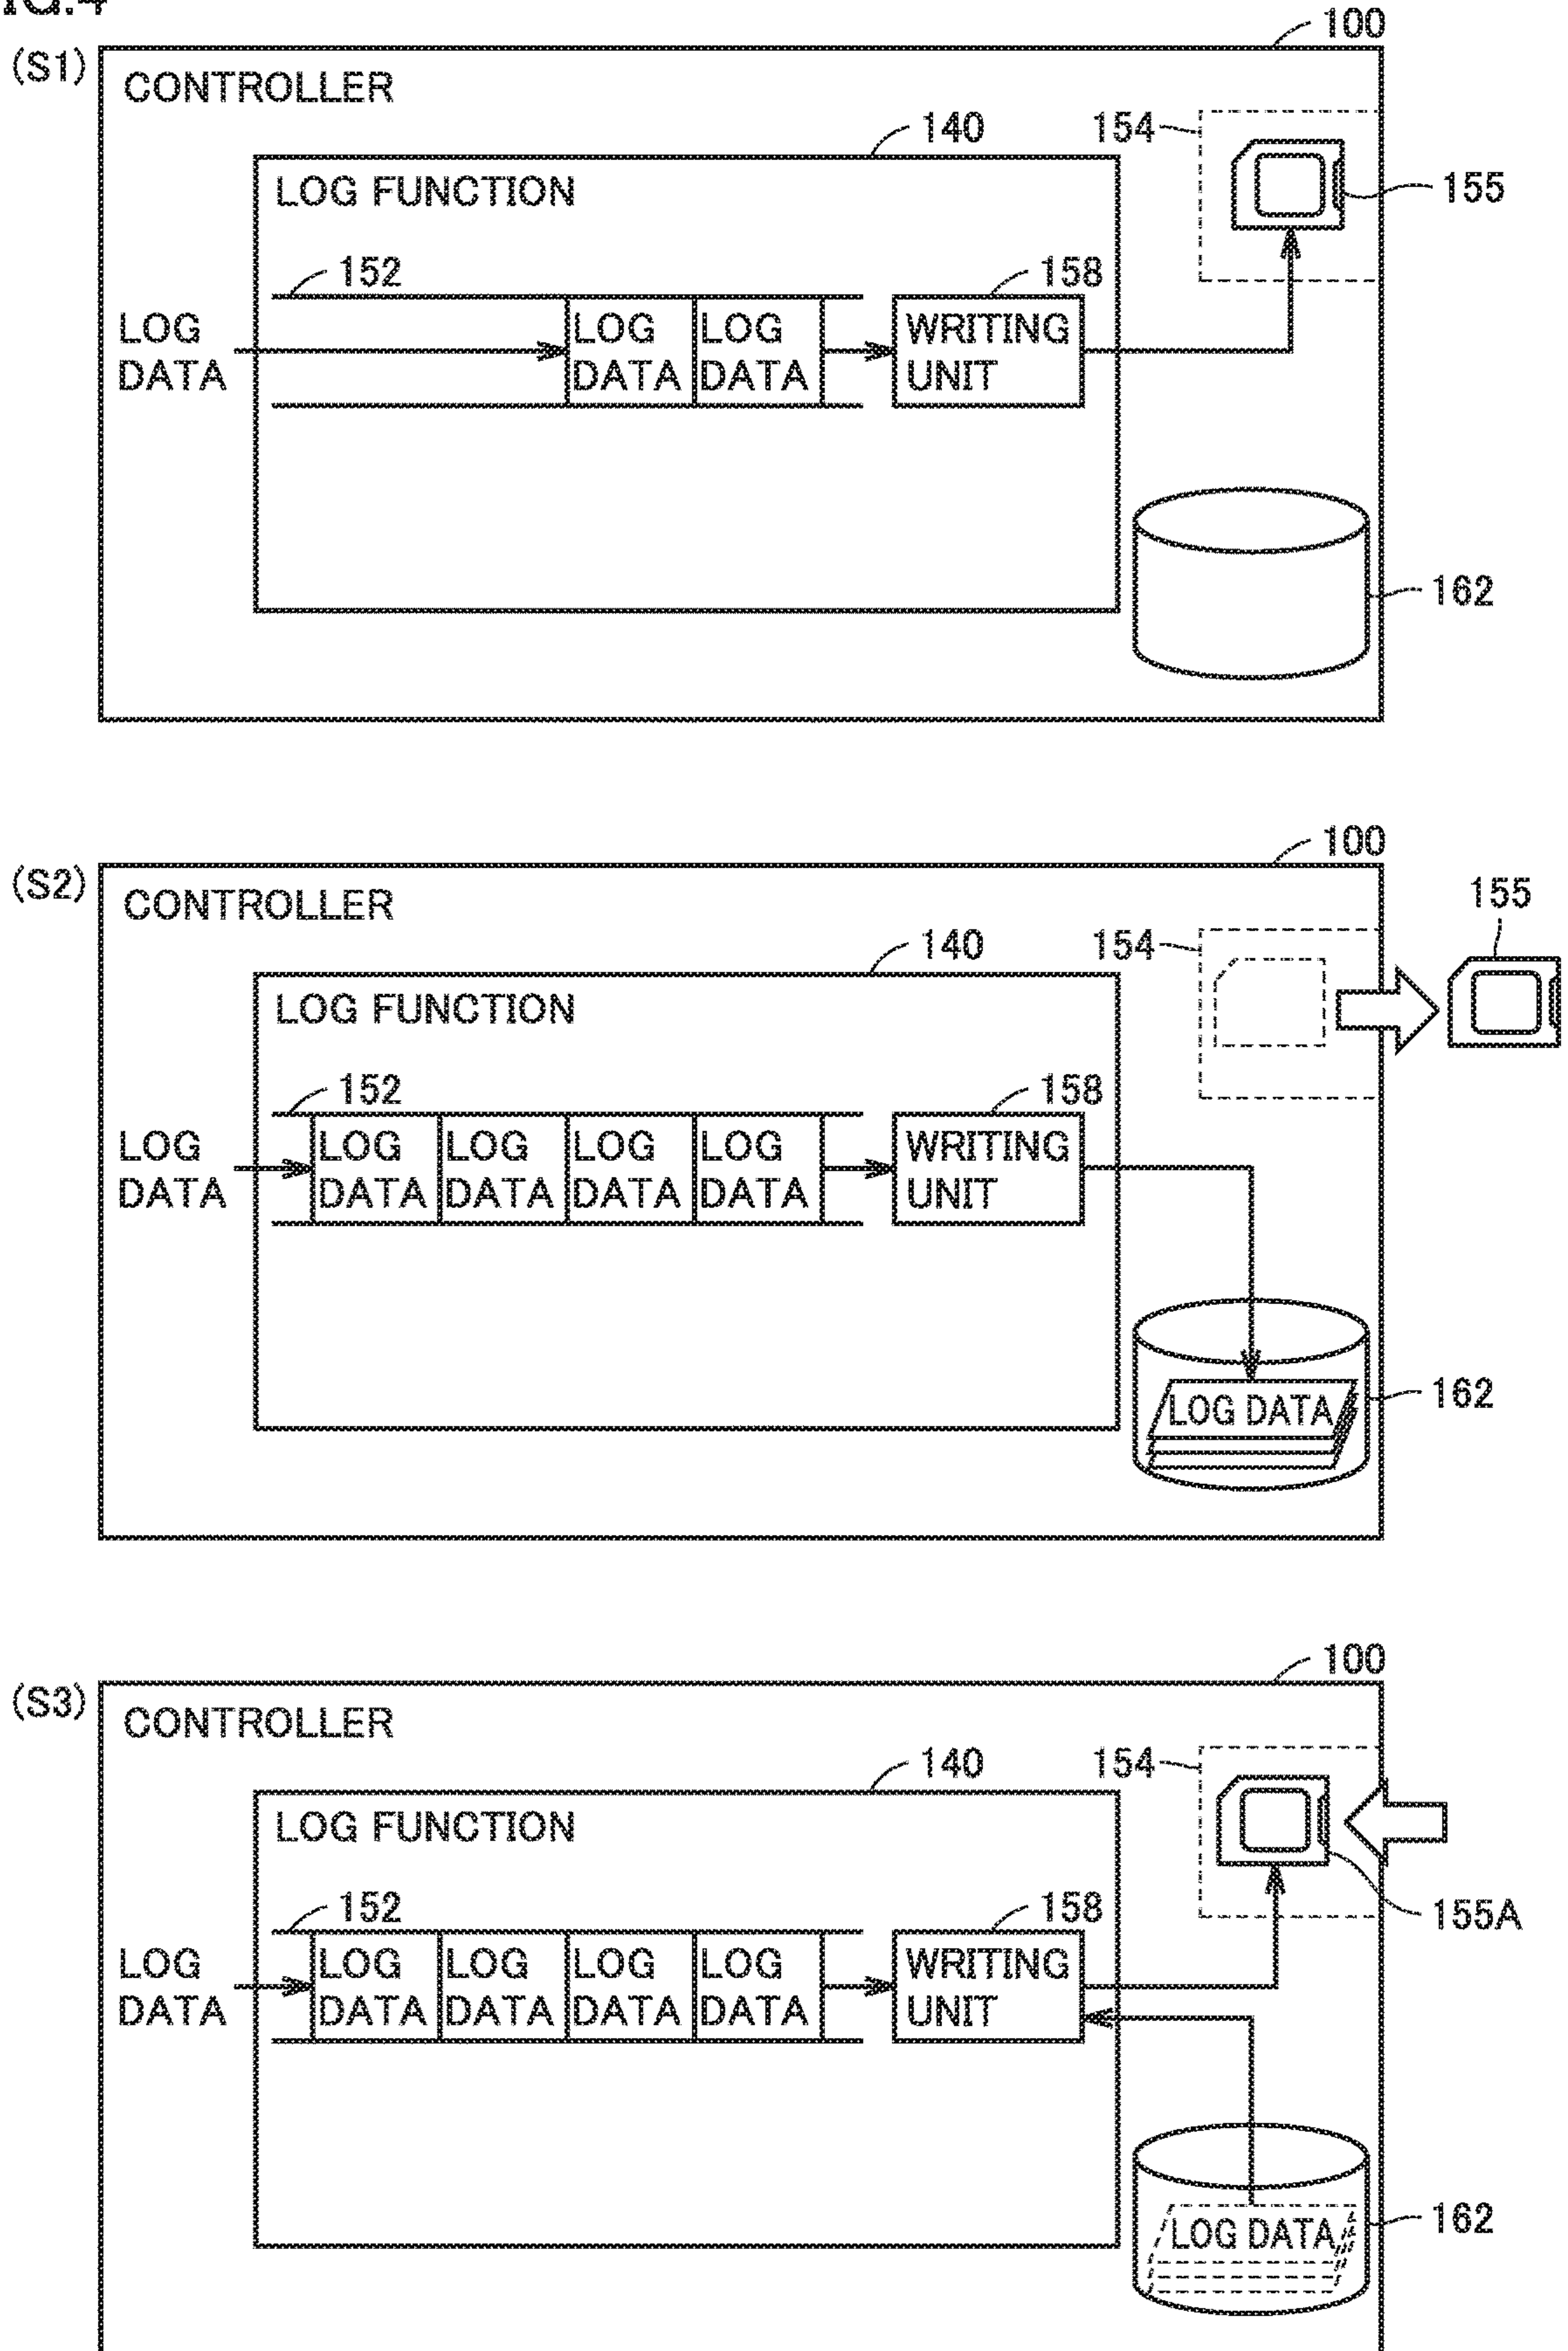 FIG.4
100
(S1)
CONTROLLER
140
154
LOG FUNCTION
155
152
158
LOG
DATA
LOG
DATA
LOG
DATA
WRITING
UNIT
162
100
(S2)
CONTROLLER
155
140
154
LOG FUNCTION
152
158
LOG
DATA
LOG
DATA
LOG
DATA
LOG
DATA
LOG
DATA
WRITING
UNIT
LOG DATA
162
100
(S3)
CONTROLLER
140
154
LOG FUNCTION
152
158
155A
LOG
DATA
LOG
DATA
LOG
DATA
LOG
DATA
LOG
DATA
WRITING
UNIT
LOG DATA
162